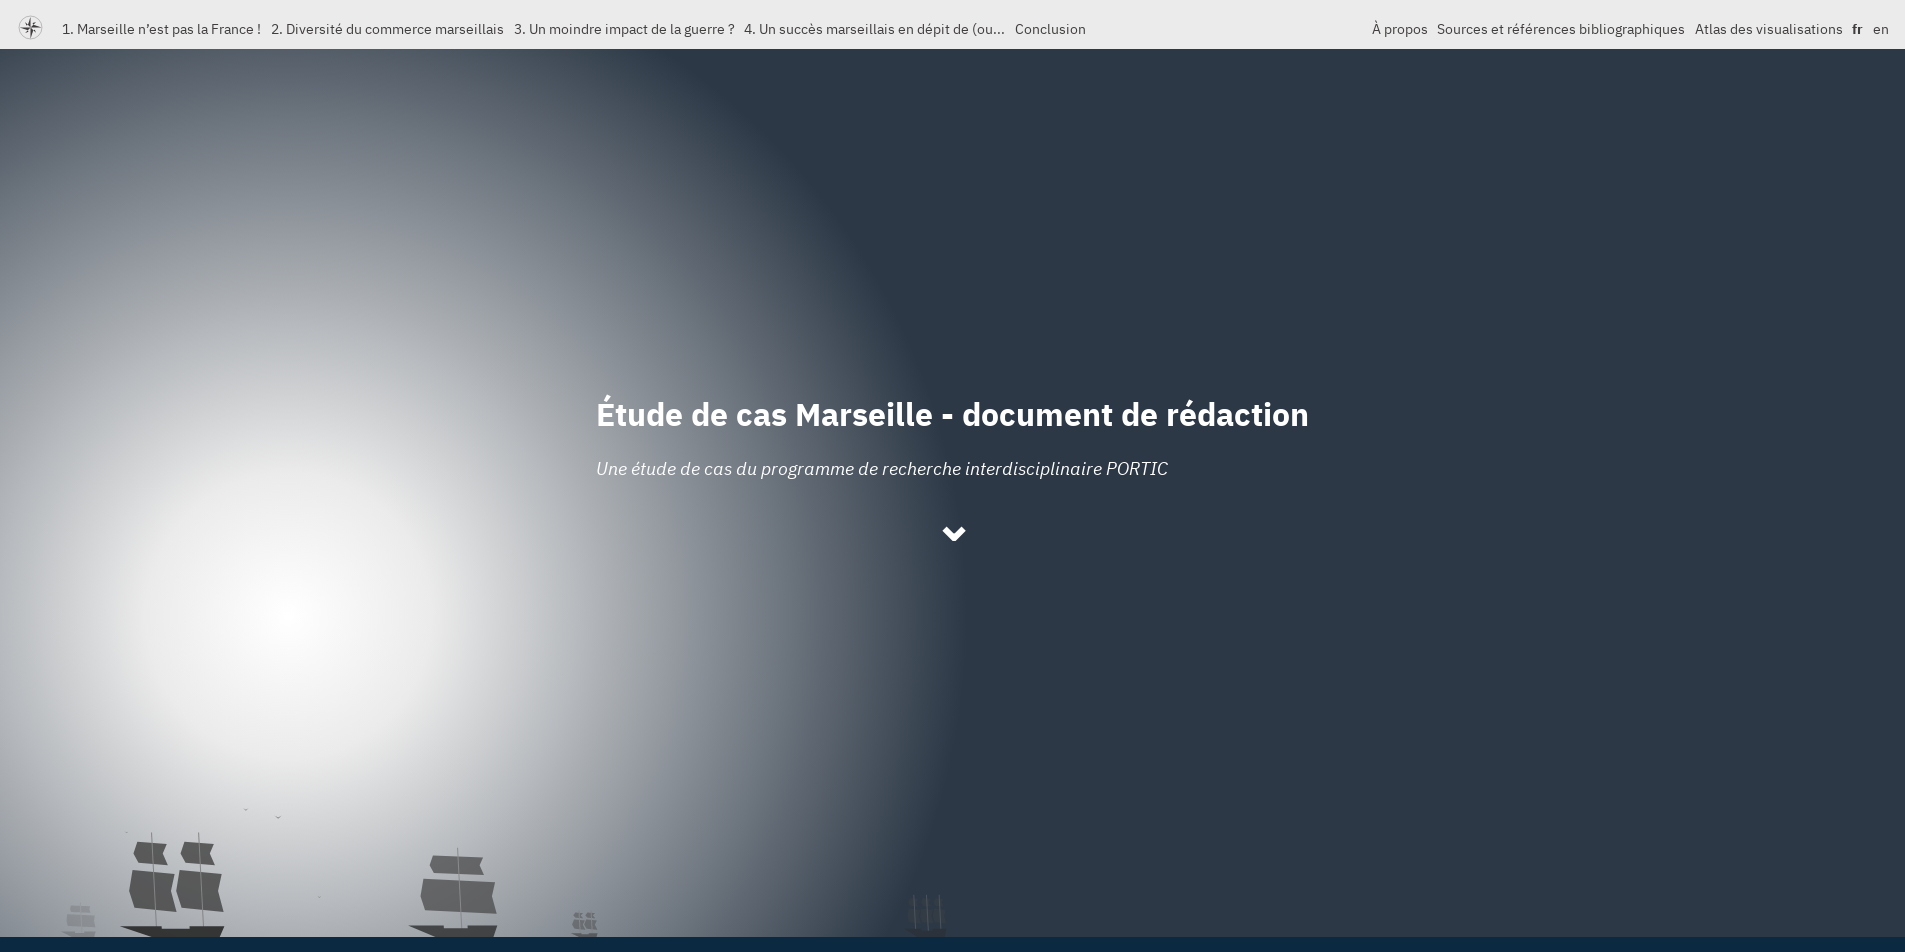 1. Marseille n’est pas la France ! 2. Diversité du commerce marseillais 3. Un moindre impact de la guerre ? 4. Un succès marseillais en dépit de (ou... Conclusion À propos Sources et références bibliographiques Atlas des visualisations fr en
Étude de cas Marseille - document de rédaction
Une étude de cas du programme de recherche interdisciplinaire PORTIC